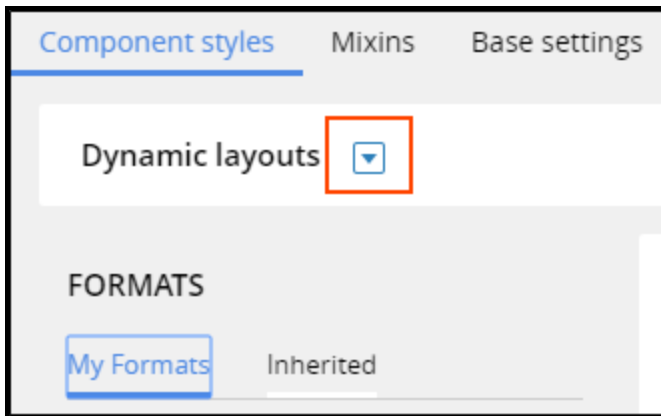 Component styles Mixins Base settings
Dynamic layouts
FORMATS
My Formats Inherited